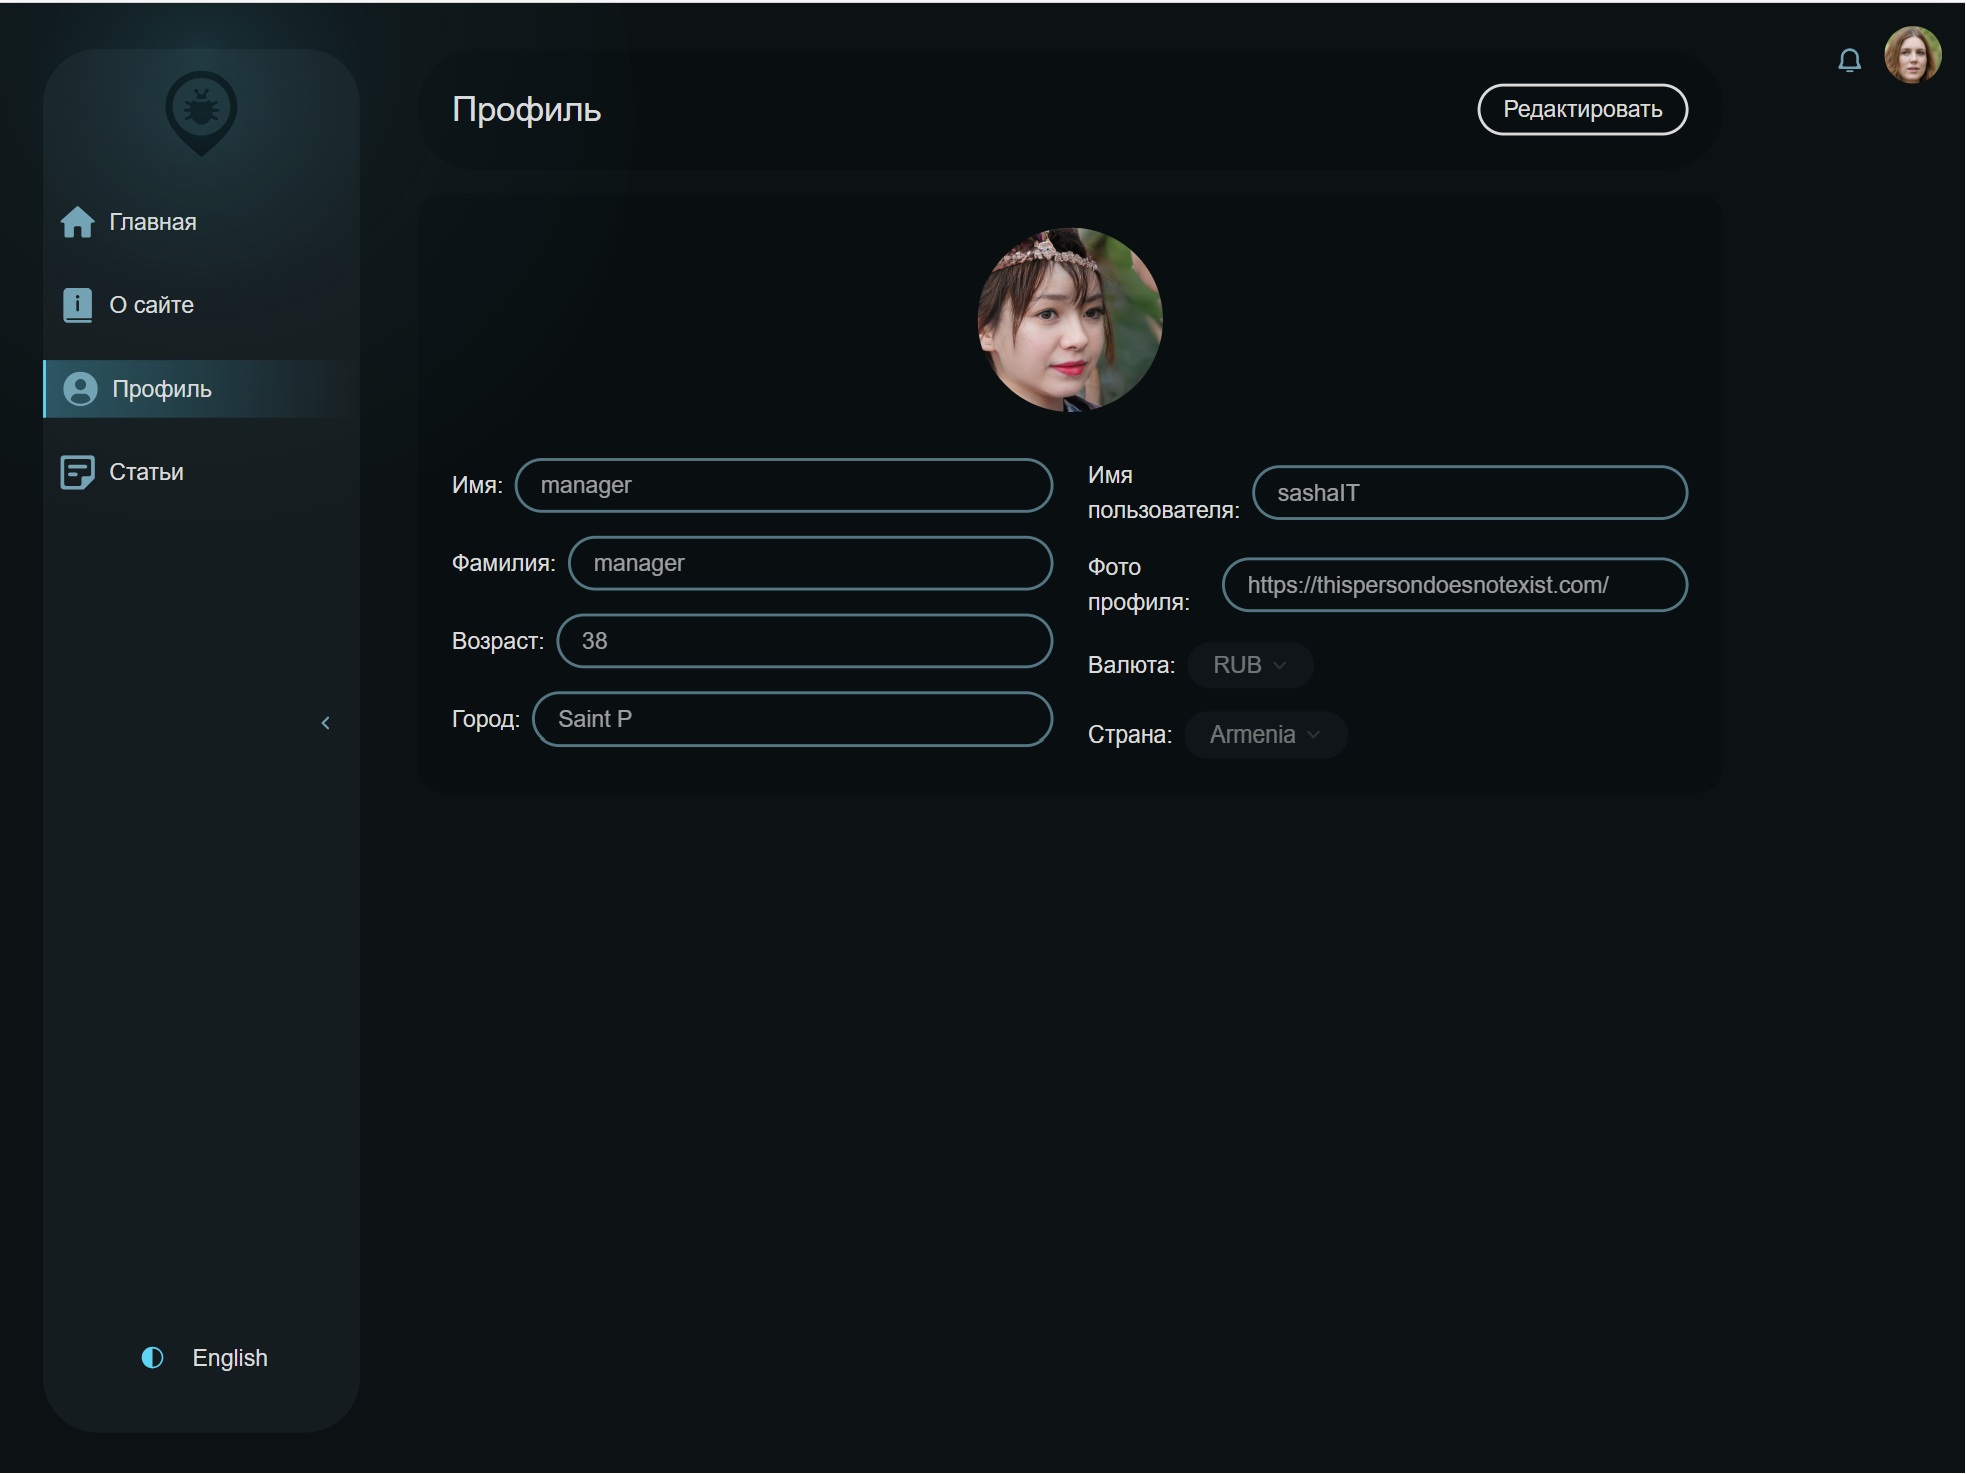 Профиль
Редактировать
Главная
О сайте
Профиль
Статьи
Имя: manager
Фамилия: manager
Возраст: 38
Город: Saint P
Имя
пользователя: sashaIT
Фото
профиля: https://thispersondoesnotexist.com/
Валюта: RUB
Страна: Armenia
English